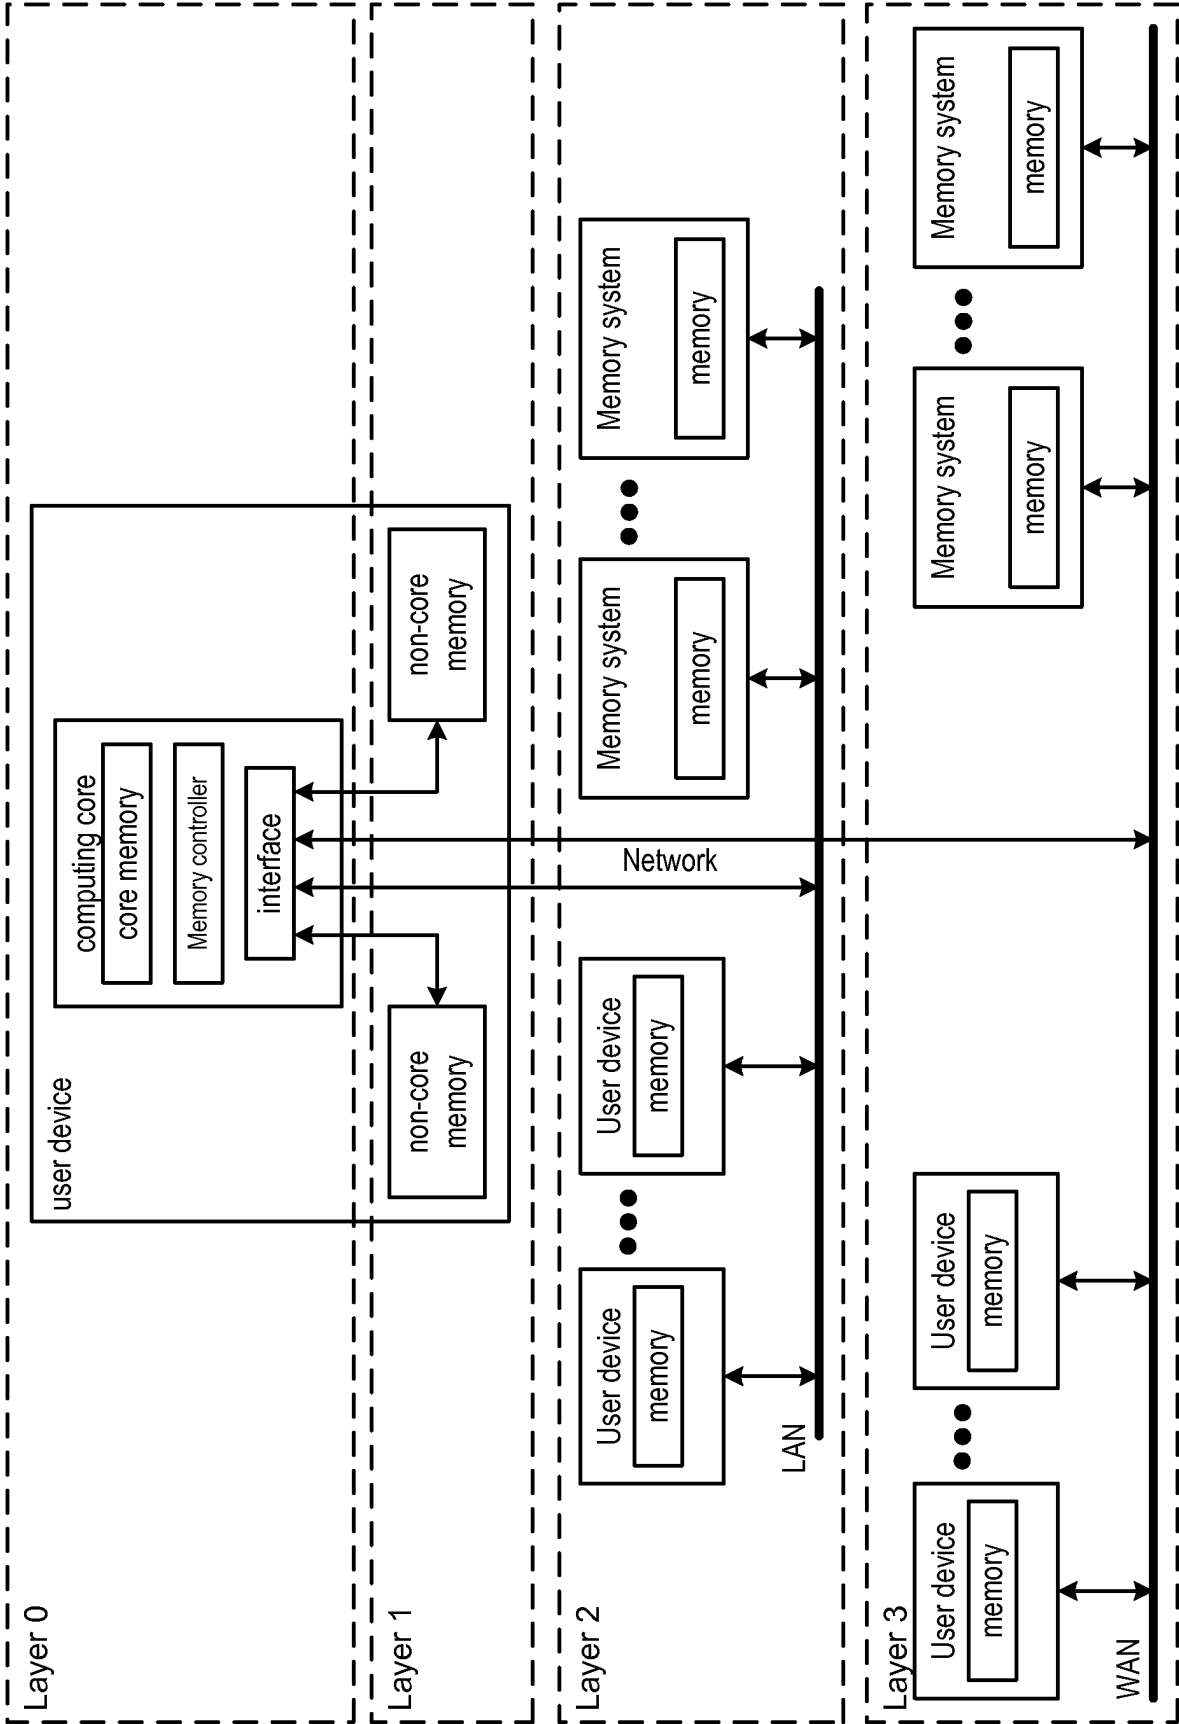 Layer 0
user device
computing core
core memory
Memory controller
interface
Layer 1
non-core
memory
non-core
memory
Layer 2
User device
memory
User device
memory
Network
Memory system
memory
Memory system
memory
LAN
Layer 3
User device
memory
User device
memory
Memory system
memory
Memory system
memory
WAN